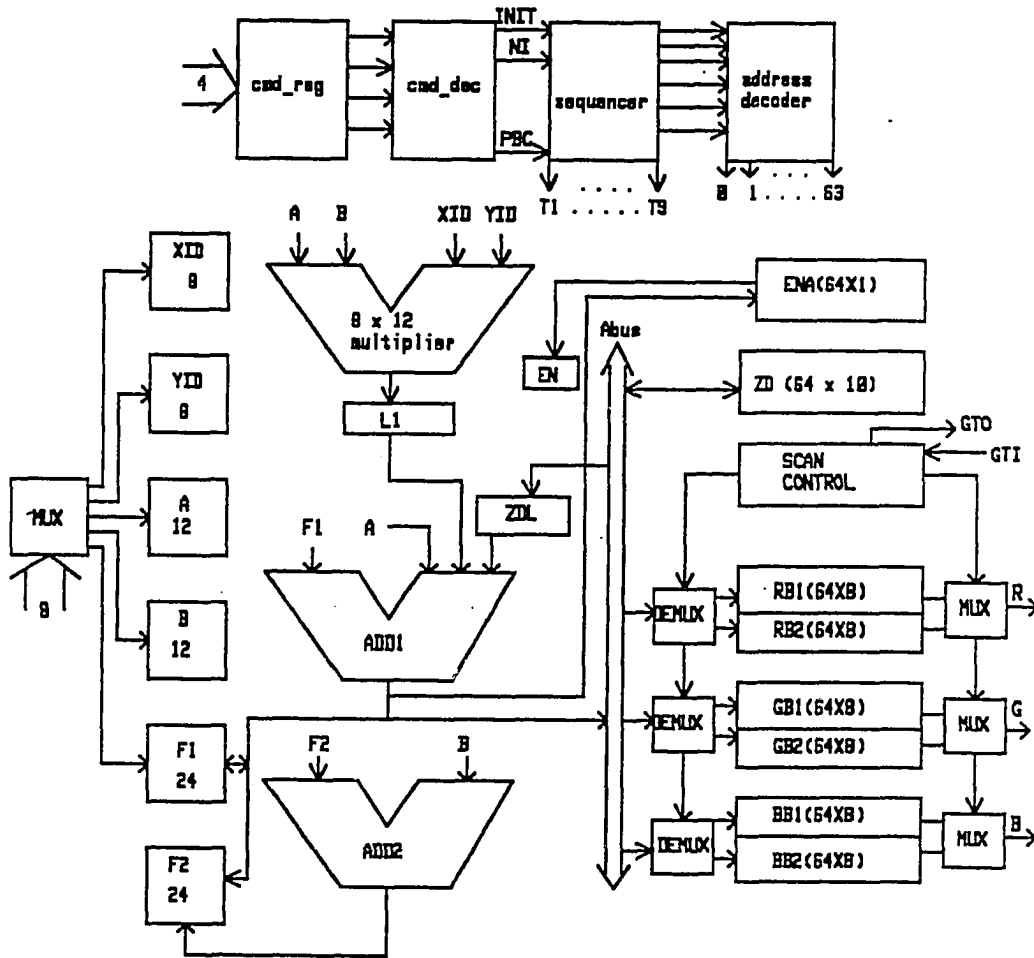 INIT
NI
PBC
4
cmd_reg
cmd_dec
sequencer
address
decoder
T1 . . . . . . . . . T9
0 1 . . . . 63
A B XID YID
XID
8
YID
8
A
12
B
12
F1
24
F2
24
MUX
8
8 x 12
multiplier
L1
F1 A
ZDL
ADD1
F2 B
ADD2
Abus
EN
ENA(64X1)
ZD (64 x 18)
GTO
GTI
SCAN
CONTROL
DEMUX
RB1(64X8)
RB2(64X8)
MUX
R
DEMUX
GB1(64X8)
GB2(64X8)
MUX
G
DEMUX
BB1(64X8)
BB2(64X8)
MUX
B